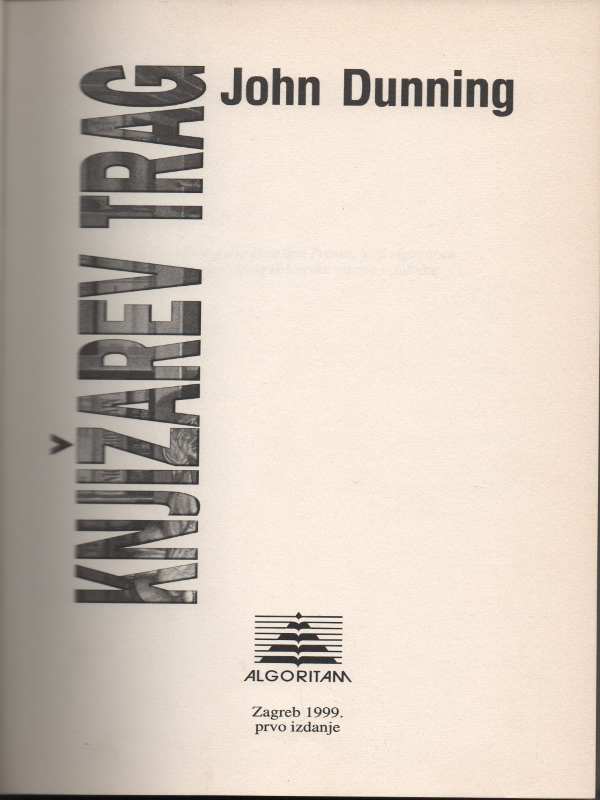 John Dunning
KNJIŽAREV TRAG
ALGORITAM
Zagreb 1999.
prvo izdanje